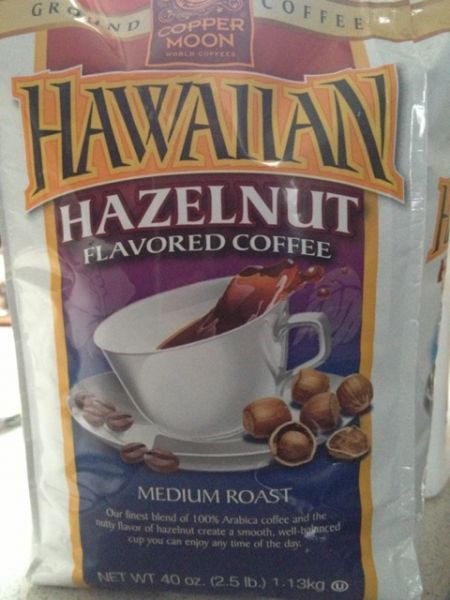 GROUND COFFEE
COPPER
MOON
WORLD COFFEES
HAWAIIAN
HAZELNUT
FLAVORED COFFEE
MEDIUM ROAST
Our finest blend of 100% Arabica coffee and the
nutty flavor of hazelnut create a smooth, well-balanced
cup you can enjoy any time of the day.
NET WT 40 oz. (2.5 lb.) 1.13kg U